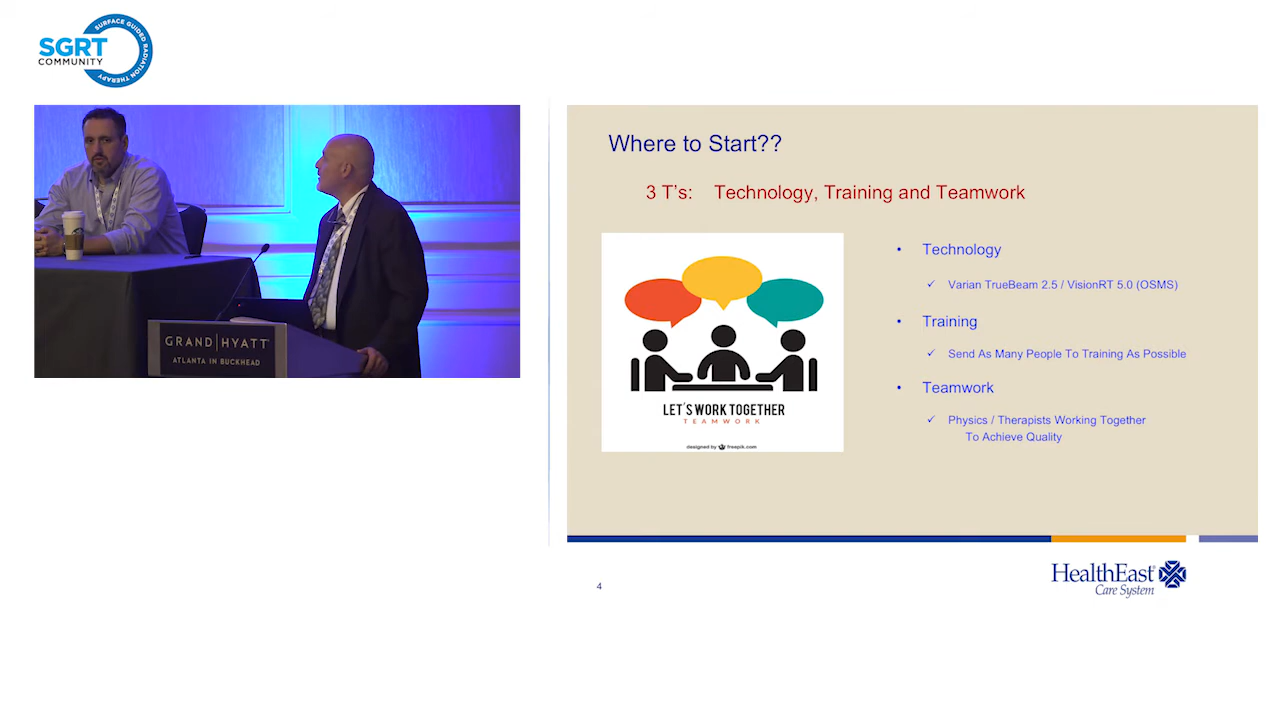 SGRT
COMMUNITY
SURFACE GUIDED
RADIATION THERAPY
GRAND|HYATT
ATLANTA IN BUCKHEAD
Where to Start??
3 T's: Technology, Training and Teamwork
LET'S WORK TOGETHER
TEAMWORK
designed by freepik.com
• Technology
✓ Varian TrueBeam 2.5 / VisionRT 5.0 (OSMS)
• Training
✓ Send As Many People To Training As Possible
• Teamwork
✓ Physics / Therapists Working Together
To Achieve Quality
4
HealthEast
Care System